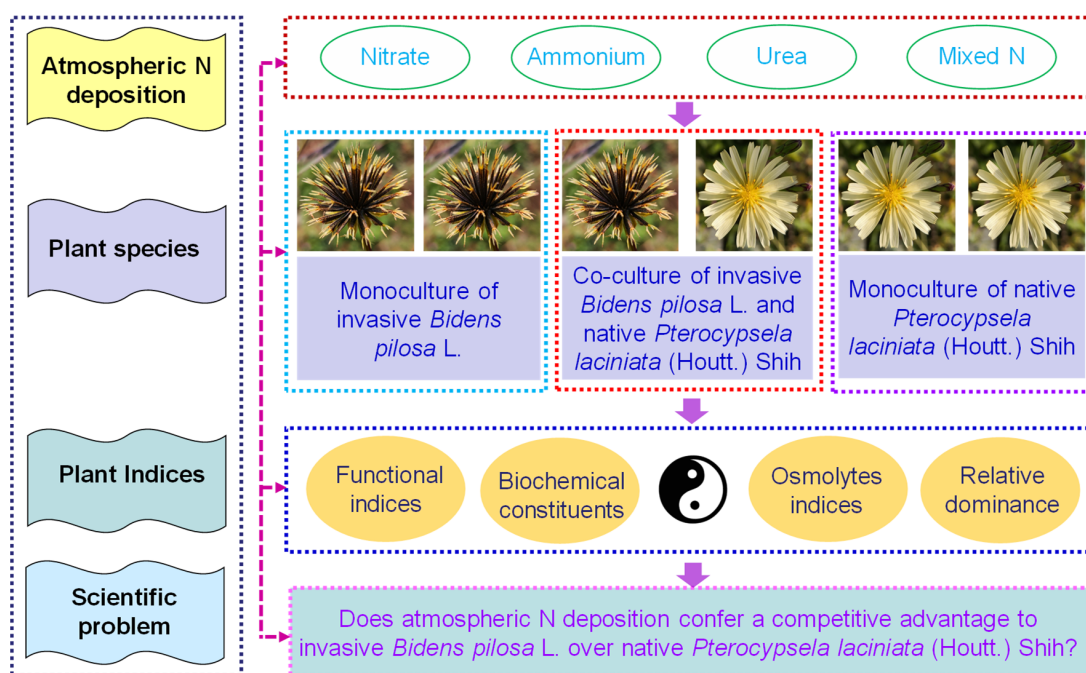 Atmospheric N
deposition
Nitrate
Ammonium
Urea
Mixed N
Plant species
Monoculture of
invasive Bidens
pilosa L.
Co-culture of invasive
Bidens pilosa L. and
native Pterocypsela
laciniata (Houtt.) Shih
Monoculture of native
Pterocypsela
laciniata (Houtt.) Shih
Plant Indices
Functional
indices
Biochemical
constituents
Osmolytes
indices
Relative
dominance
Scientific
problem
Does atmospheric N deposition confer a competitive advantage to
invasive Bidens pilosa L. over native Pterocypsela laciniata (Houtt.) Shih?